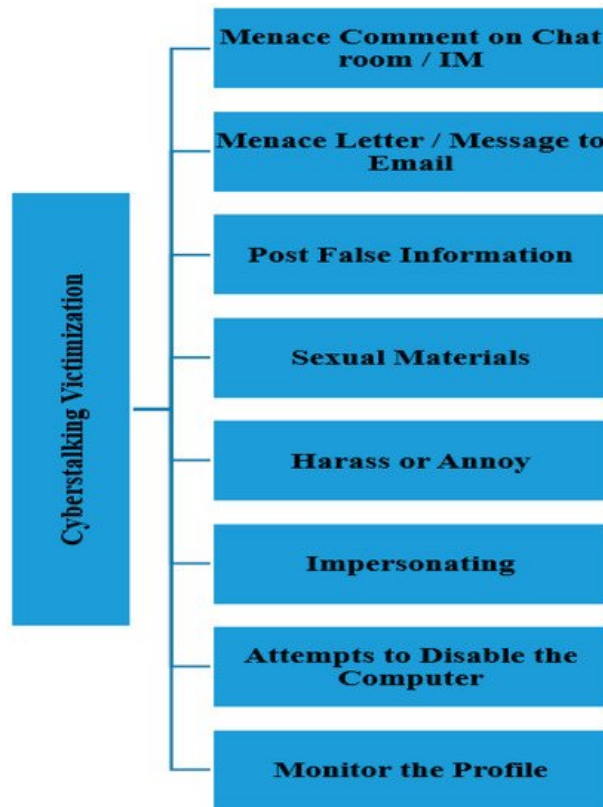 Cyberstalking Victimization
Menace Comment on Chat
room / IM
Menace Letter / Message to
Email
Post False Information
Sexual Materials
Harass or Annoy
Impersonating
Attempts to Disable the
Computer
Monitor the Profile